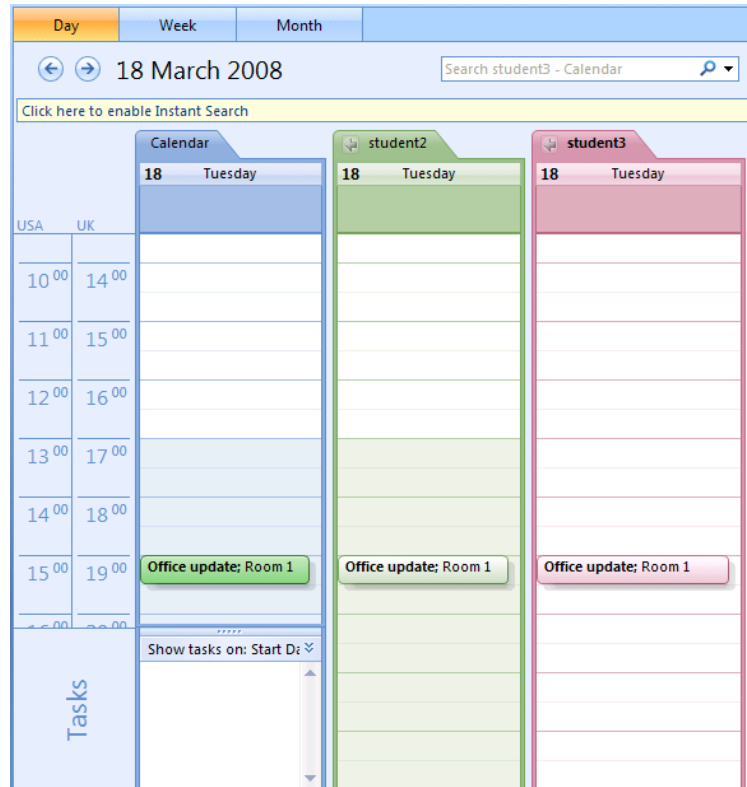 Day Week Month
18 March 2008 Search student3 - Calendar
Click here to enable Instant Search
Calendar student2 student3
18 Tuesday 18 Tuesday 18 Tuesday
USA UK
10 00 14 00
11 00 15 00
12 00 16 00
13 00 17 00
14 00 18 00
15 00 19 00 Office update; Room 1 Office update; Room 1 Office update; Room 1
Show tasks on: Start Da
Tasks